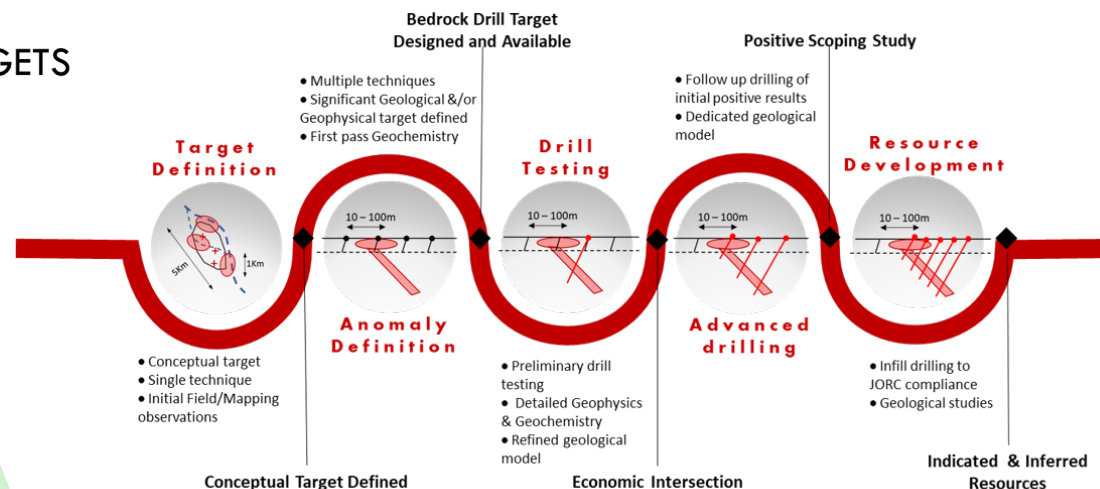 GETS
Bedrock Drill Target
Designed and Available
Positive Scoping Study
● Multiple techniques
● Significant Geological &/or
Geophysical target defined
● First pass Geochemistry
● Follow up drilling of
initial positive results
● Dedicated geological
model
Target
Definition
Drill
Testing
Resource
Development
5Km
1Km
10 – 100m
10 – 100m
10 – 100m
10 – 100m
Anomaly
Definition
Advanced
drilling
● Conceptual target
● Single technique
● Initial Field/Mapping
observations
● Preliminary drill
testing
● Detailed Geophysics
& Geochemistry
● Refined geological
model
● Infill drilling to
JORC compliance
● Geological studies
Conceptual Target Defined
Economic Intersection
Indicated & Inferred
Resources